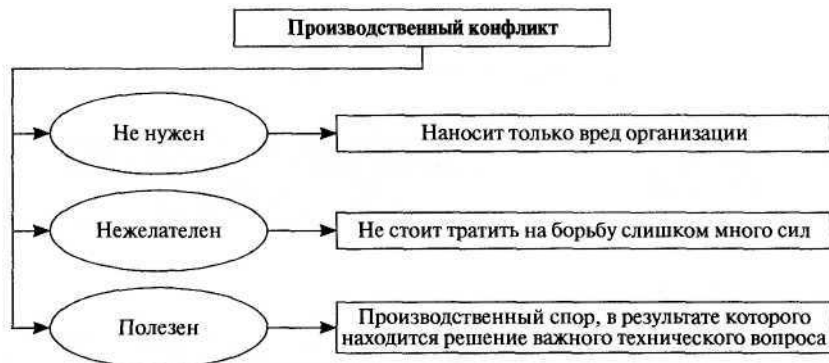 Производственный конфликт
Не нужен
Наносит только вред организации
Нежелателен
Не стоит тратить на борьбу слишком много сил
Полезен
Производственный спор, в результате которого
находится решение важного технического вопроса